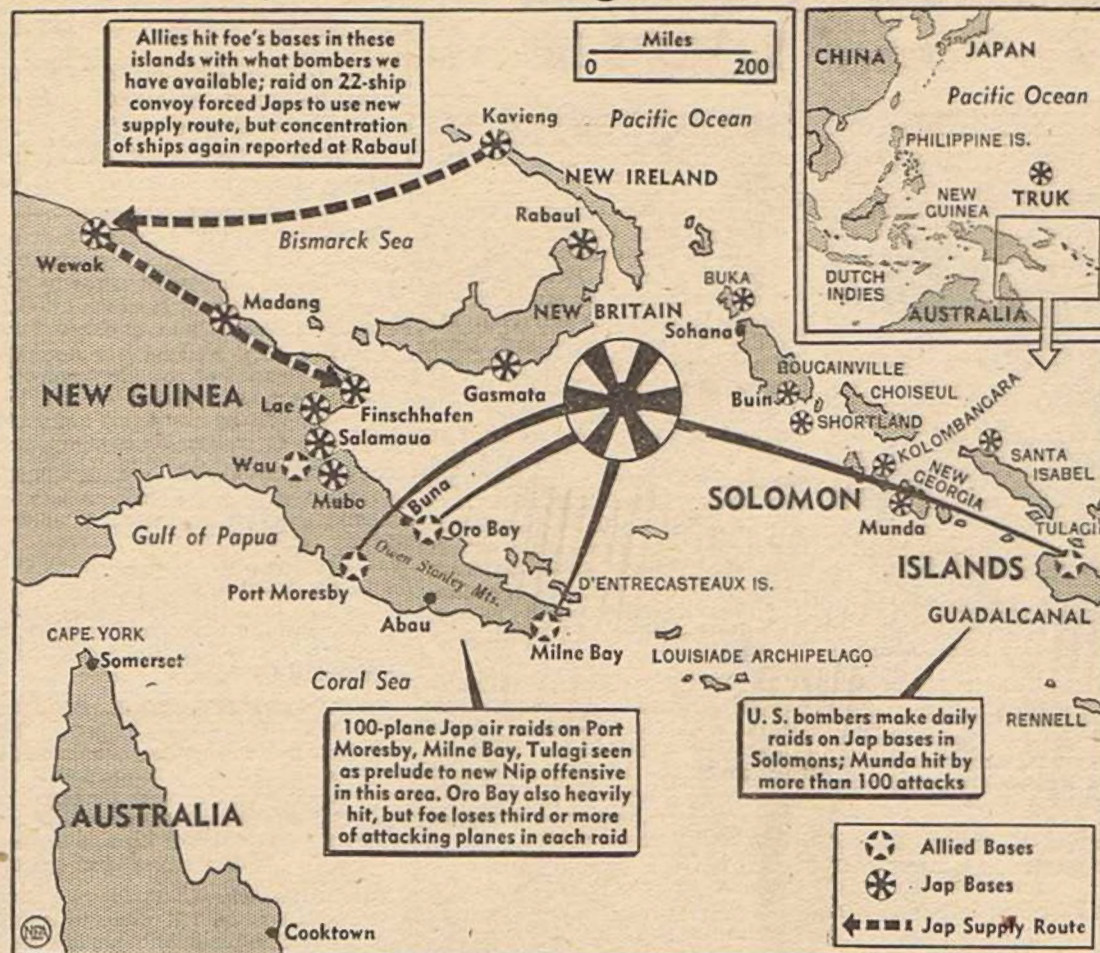 Allies hit foe's bases in these
islands with what bombers we
have available; raid on 22-ship
convoy forced Japs to use new
supply route, but concentration
of ships again reported at Rabaul
Miles
0 200
CHINA
JAPAN
Pacific Ocean
PHILIPPINE IS.
TRUK
NEW
GUINEA
DUTCH
INDIES
AUSTRALIA
Kavieng
Pacific Ocean
NEW IRELAND
Rabaul
Bismarck Sea
Wewak
Madang
BUKA
NEW BRITAIN
Sohana
BOUGAINVILLE
Buin
CHOISEUL
SHORTLAND
KOLOMBANGARA
NEW GUINEA
Lae
Finschhafen
Gasmata
Salamaua
Wau
Mubo
SANTA
ISABEL
NEW
GEORGIA
SOLOMON
Munda
TULAGI
Buna
Oro Bay
Gulf of Papua
Owen Stanley Mts.
ISLANDS
Port Moresby
D'ENTRECASTEAUX IS.
Abau
GUADALCANAL
CAPE YORK
Somerset
Milne Bay
LOUISIADE ARCHIPELAGO
Coral Sea
RENNELL
100-plane Jap air raids on Port
Moresby, Milne Bay, Tulagi seen
as prelude to new Nip offensive
in this area. Oro Bay also heavily
hit, but foe loses third or more
of attacking planes in each raid
U. S. bombers make daily
raids on Jap bases in
Solomons; Munda hit by
more than 100 attacks
AUSTRALIA
Allied Bases
Jap Bases
Jap Supply Route
NEA
Cooktown